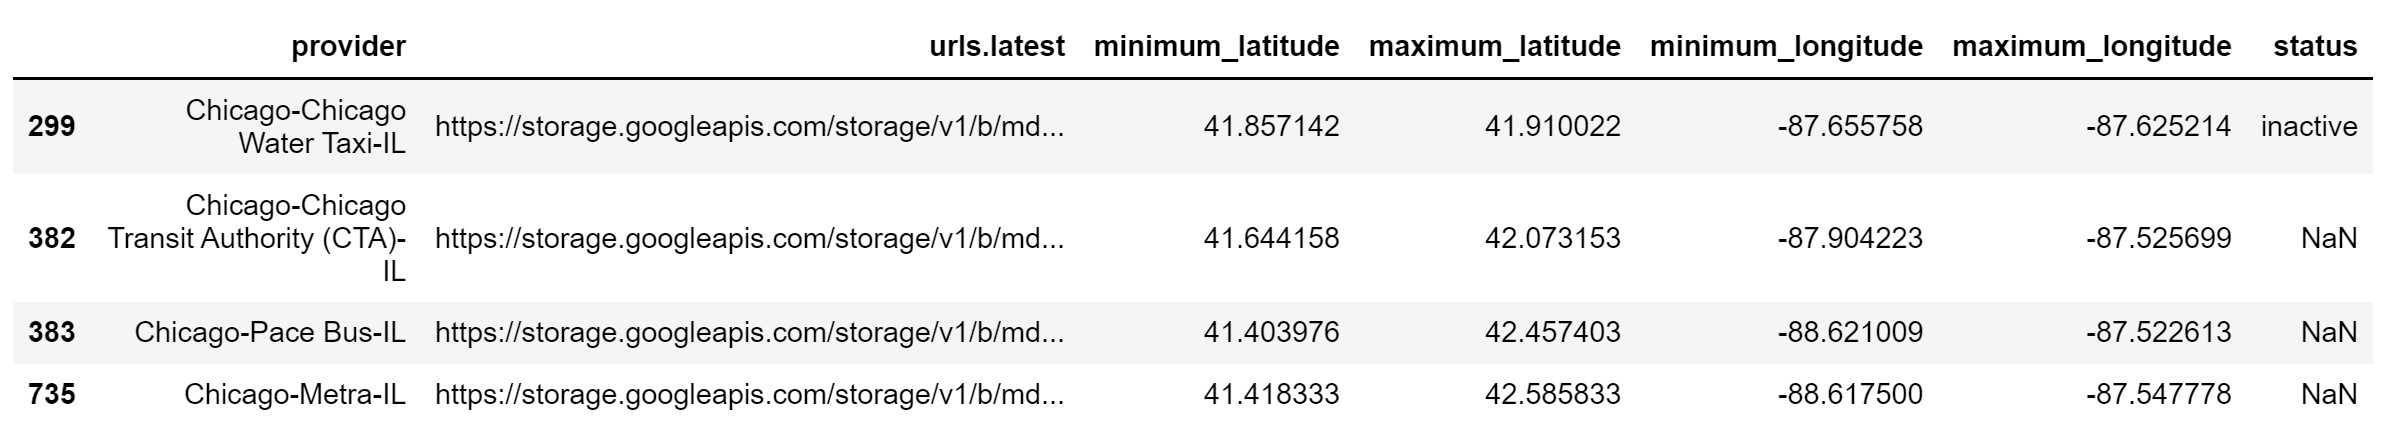 provider urls.latest minimum_latitude maximum_latitude minimum_longitude maximum_longitude status
Chicago-Chicago
299 Water Taxi-IL https://storage.googleapis.com/storage/v1/b/md... 41.857142 41.910022 -87.655758 -87.625214 inactive
Chicago-Chicago
382 Transit Authority (CTA)- https://storage.googleapis.com/storage/v1/b/md... 41.644158 42.073153 -87.904223 -87.525699 NaN
IL
383 Chicago-Pace Bus-IL https://storage.googleapis.com/storage/v1/b/md... 41.403976 42.457403 -88.621009 -87.522613 NaN
735 Chicago-Metra-IL https://storage.googleapis.com/storage/v1/b/md... 41.418333 42.585833 -88.617500 -87.547778 NaN